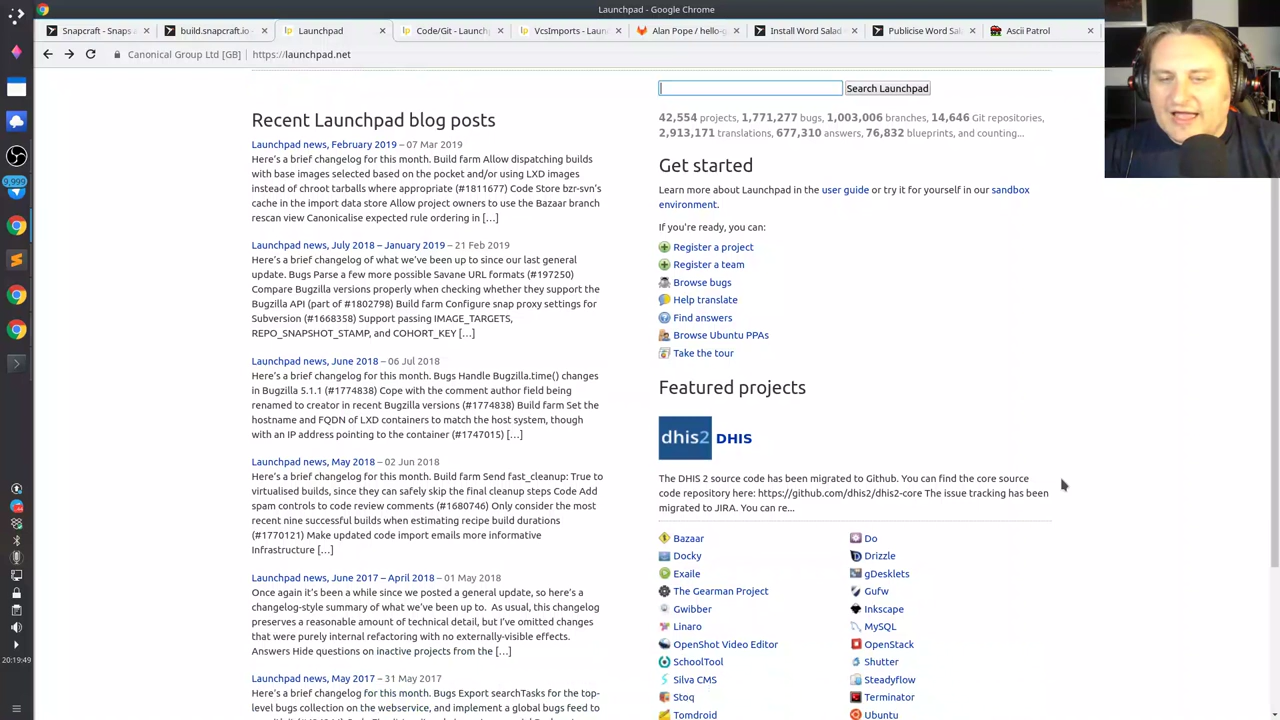 Launchpad - Google Chrome
Snapcraft - Snaps a
build.snapcraft.io
Launchpad
Code/Git - Launchp
VcsImports - Laun
Alan Pope / hello-g
Install Word Salad
Publicise Word Sal
Ascii Patrol
Canonical Group Ltd [GB]
https://launchpad.net
Search Launchpad
42,554 projects, 1,771,277 bugs, 1,003,006 branches, 14,646 Git repositories,
2,913,171 translations, 677,310 answers, 76,832 blueprints, and counting...
Recent Launchpad blog posts
Launchpad news, February 2019 – 07 Mar 2019
Here's a brief changelog for this month. Build farm Allow dispatching builds
with base images selected based on the pocket and/or using LXD images
instead of chroot tarballs where appropriate (#1811677) Code Store bzr-svn's
cache in the import data store Allow project owners to use the Bazaar branch
rescan view Canonicalise expected rule ordering in […]
Launchpad news, July 2018 – January 2019 – 21 Feb 2019
Here's a brief changelog of what we've been up to since our last general
update. Bugs Parse a few more possible Savane URL formats (#197250)
Compare Bugzilla versions properly when checking whether they support the
Bugzilla API (part of #1802798) Build farm Configure snap proxy settings for
Subversion (#1668358) Support passing IMAGE_TARGETS,
REPO_SNAPSHOT_STAMP, and COHORT_KEY […]
Launchpad news, June 2018 – 06 Jul 2018
Here's a brief changelog for this month. Bugs Handle Bugzilla.time() changes
in Bugzilla 5.1.1 (#1774838) Cope with the comment author field being
renamed to creator in recent Bugzilla versions (#1774838) Build farm Set the
hostname and FQDN of LXD containers to match the host system, though
with an IP address pointing to the container (#1747015) […]
Launchpad news, May 2018 – 02 Jun 2018
Here's a brief changelog for this month. Build farm Send fast_cleanup: True to
virtualised builds, since they can safely skip the final cleanup steps Code Add
spam controls to code review comments (#1680746) Only consider the most
recent nine successful builds when estimating recipe build durations
(#1770121) Make updated code import emails more informative
Infrastructure […]
Launchpad news, June 2017 – April 2018 – 01 May 2018
Once again it's been a while since we posted a general update, so here's a
changelog-style summary of what we've been up to.  As usual, this changelog
preserves a reasonable amount of technical detail, but I've omitted changes
that were purely internal refactoring with no externally-visible effects.
Answers Hide questions on inactive projects from the […]
Launchpad news, May 2017 – 31 May 2017
Here's a brief changelog for this month. Bugs Export searchTasks for the top-
level bugs collection on the webservice, and implement a global bugs feed to
Get started
Learn more about Launchpad in the user guide or try it for yourself in our sandbox
environment.
If you're ready, you can:
Register a project
Register a team
Browse bugs
Help translate
Find answers
Browse Ubuntu PPAs
Take the tour
Featured projects
dhis2 DHIS
The DHIS 2 source code has been migrated to Github. You can find the core source
code repository here: https://github.com/dhis2/dhis2-core The issue tracking has been
migrated to JIRA. You can re...
Bazaar
Docky
Exaile
The Gearman Project
Gwibber
Linaro
OpenShot Video Editor
SchoolTool
Silva CMS
Stoq
Tomdroid
Do
Drizzle
gDesklets
Gufw
Inkscape
MySQL
OpenStack
Shutter
Steadyflow
Terminator
Ubuntu
9,999
20:19:49